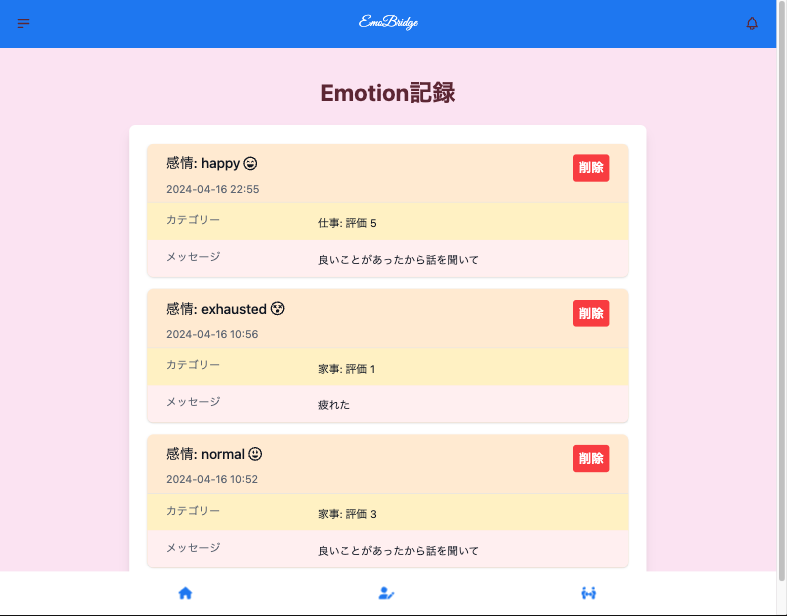 EmoBridge
Emotion記録
感情: happy
削除
2024-04-16 22:55
カテゴリー
仕事: 評価 5
メッセージ
良いことがあったから話を聞いて
感情: exhausted
削除
2024-04-16 10:56
カテゴリー
家事: 評価 1
メッセージ
疲れた
感情: normal
削除
2024-04-16 10:52
カテゴリー
家事: 評価 3
メッセージ
良いことがあったから話を聞いて